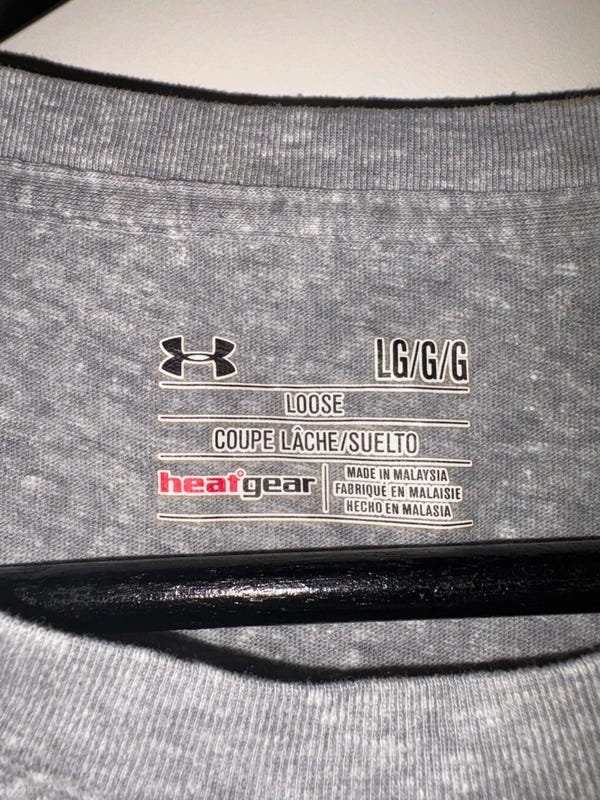 LG/G/G
LOOSE
COUPE LÂCHE/SUELTO
heatgear
MADE IN MALAYSIA
FABRIQUÉ EN MALAISIE
HECHO EN MALASIA